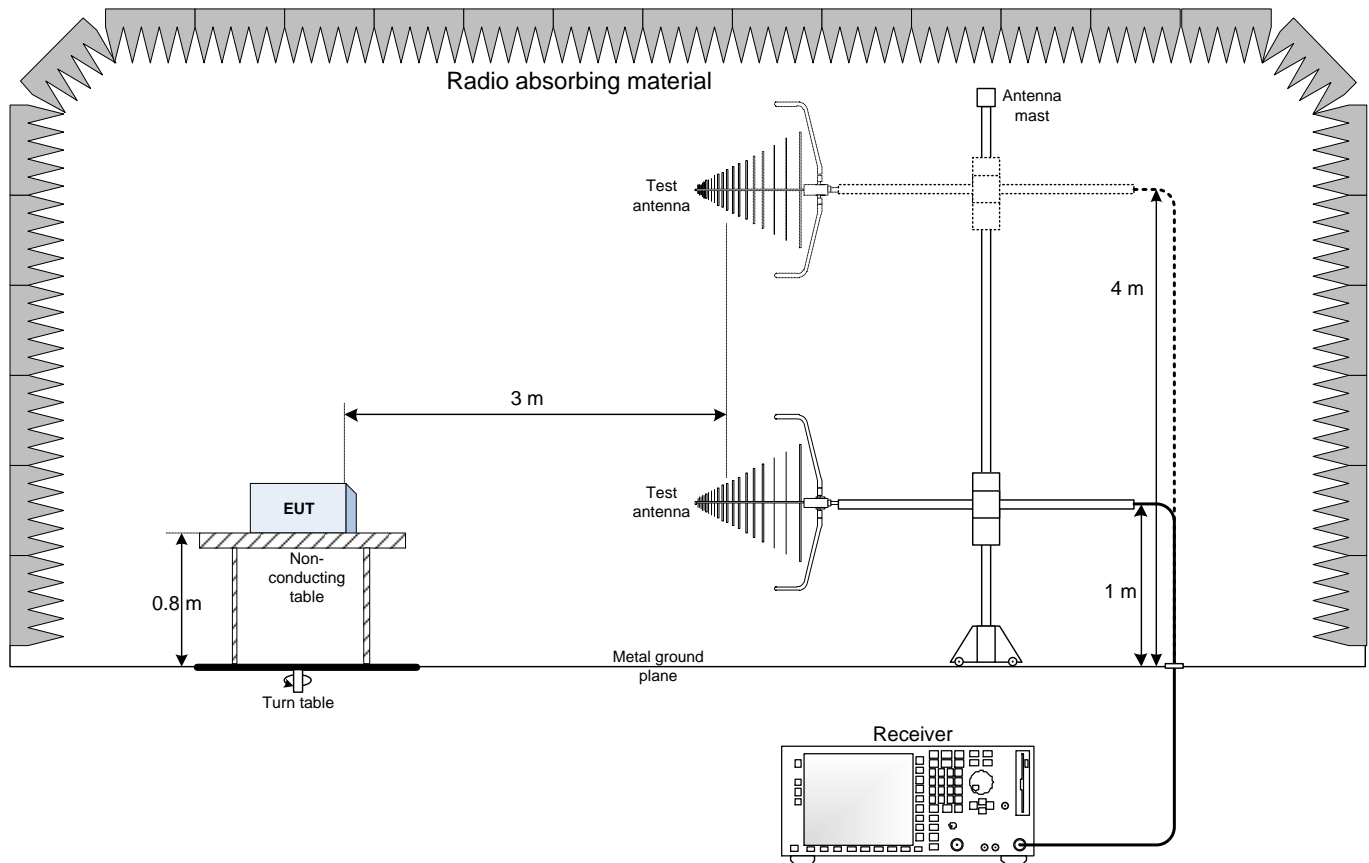 Radio absorbing material
Antenna
mast
Test
antenna
4 m
3 m
Test
antenna
EUT
Non-
conducting
table
0.8 m
1 m
Metal ground
plane
Turn table
Receiver